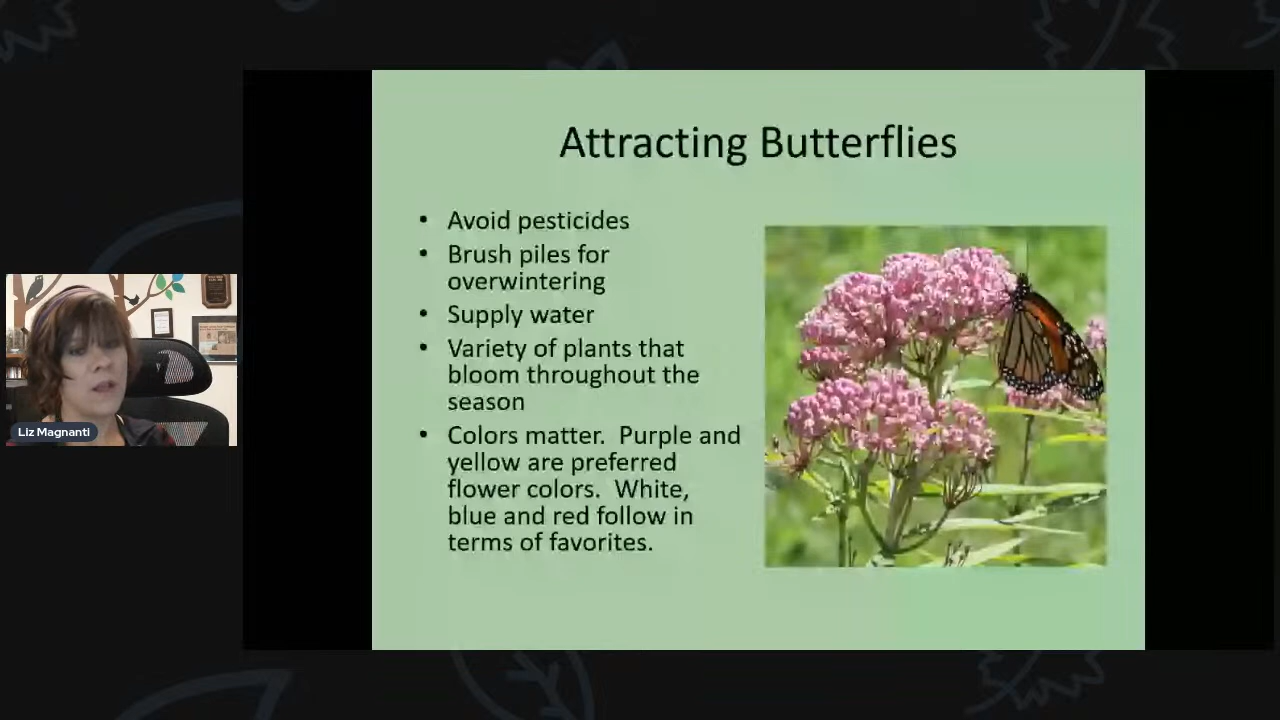 Attracting Butterflies
• Avoid pesticides
• Brush piles for
overwintering
• Supply water
• Variety of plants that
bloom throughout the
season
• Colors matter.  Purple and
yellow are preferred
flower colors.  White,
blue and red follow in
terms of favorites.
Liz Magnanti